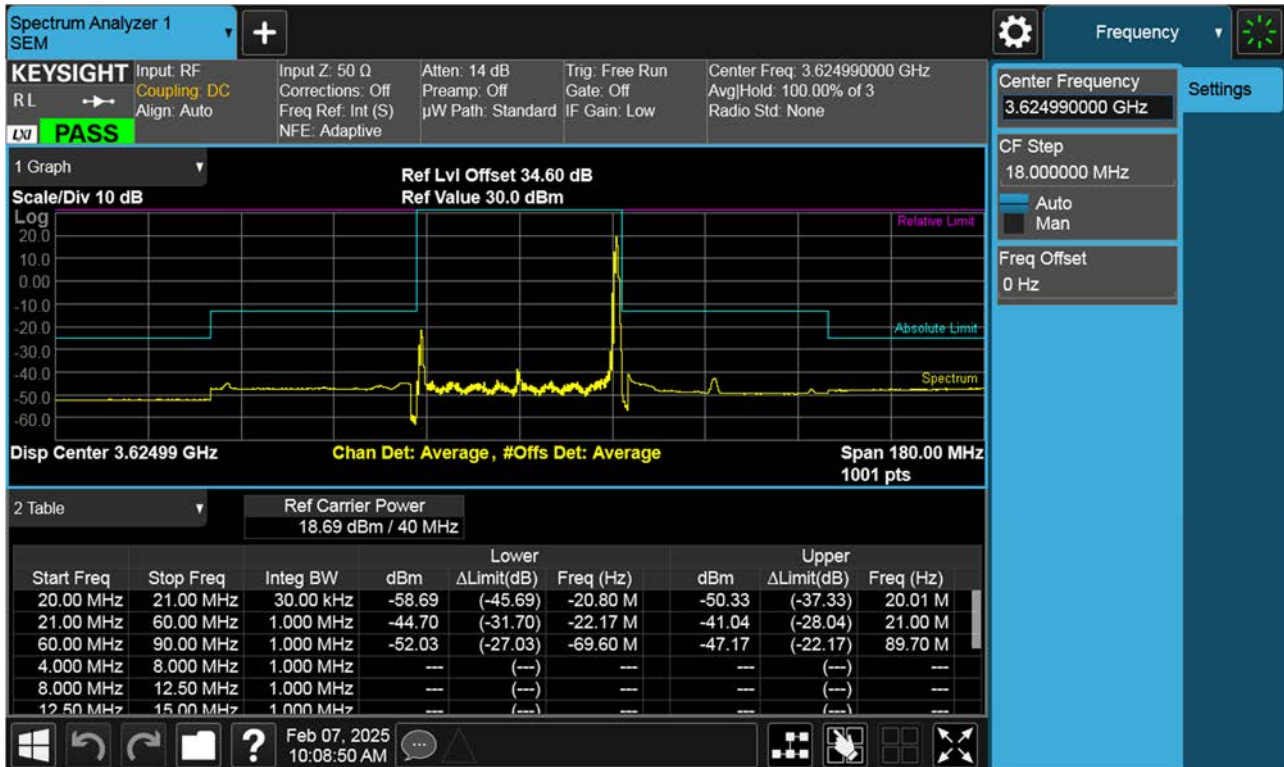 Spectrum Analyzer 1
SEM
Frequency
KEYSIGHT
RL
LXI
PASS
Input: RF
Coupling: DC
Align: Auto
Input Z: 50 Ω
Corrections: Off
Freq Ref: Int (S)
NFE: Adaptive
Atten: 14 dB
Preamp: Off
µW Path: Standard
Trig: Free Run
Gate: Off
IF Gain: Low
Center Freq: 3.624990000 GHz
Avg|Hold: 100.00% of 3
Radio Std: None
Center Frequency
3.624990000 GHz
Settings
CF Step
18.000000 MHz
Auto
Man
Freq Offset
0 Hz
1 Graph
Scale/Div 10 dB
Ref Lvl Offset 34.60 dB
Ref Value 30.0 dBm
Log
20.0
10.0
0.00
-10.0
-20.0
-30.0
-40.0
-50.0
-60.0
Relative Limit
Absolute Limit
Spectrum
Disp Center 3.62499 GHz
Chan Det: Average, #Offs Det: Average
Span 180.00 MHz
1001 pts
2 Table
Ref Carrier Power
18.69 dBm / 40 MHz
Lower Upper
Start Freq Stop Freq Integ BW dBm ΔLimit(dB) Freq (Hz) dBm ΔLimit(dB) Freq (Hz)
20.00 MHz 21.00 MHz 30.00 kHz -58.69 (-45.69) -20.80 M -50.33 (-37.33) 20.01 M
21.00 MHz 60.00 MHz 1.000 MHz -44.70 (-31.70) -22.17 M -41.04 (-28.04) 21.00 M
60.00 MHz 90.00 MHz 1.000 MHz -52.03 (-27.03) -69.60 M -47.17 (-22.17) 89.70 M
4.000 MHz 8.000 MHz 1.000 MHz --- (---) --- --- (---) ---
8.000 MHz 12.50 MHz 1.000 MHz --- (---) --- --- (---) ---
12.50 MHz 15.00 MHz 1.000 MHz --- (---) --- --- (---) ---
?
Feb 07, 2025
10:08:50 AM